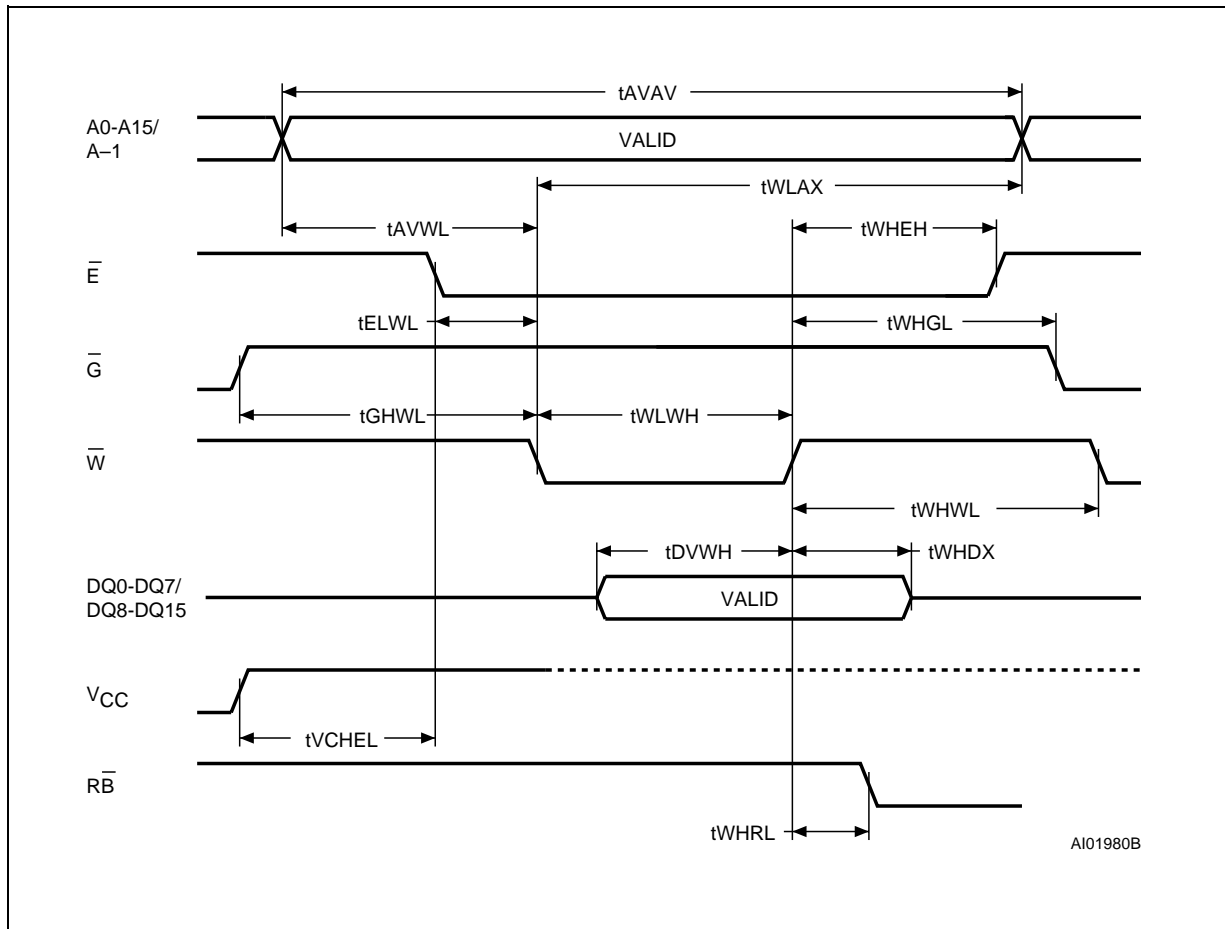 tAVAV
A0-A15/
A–1
VALID
tWLAX
tAVWL
tWHEH
E̅
tELWL
tWHGL
G̅
tGHWL
tWLWH
W̅
tWHWL
tDVWH
tWHDX
DQ0-DQ7/
DQ8-DQ15
VALID
VCC
tVCHEL
RB̅
tWHRL
AI01980B